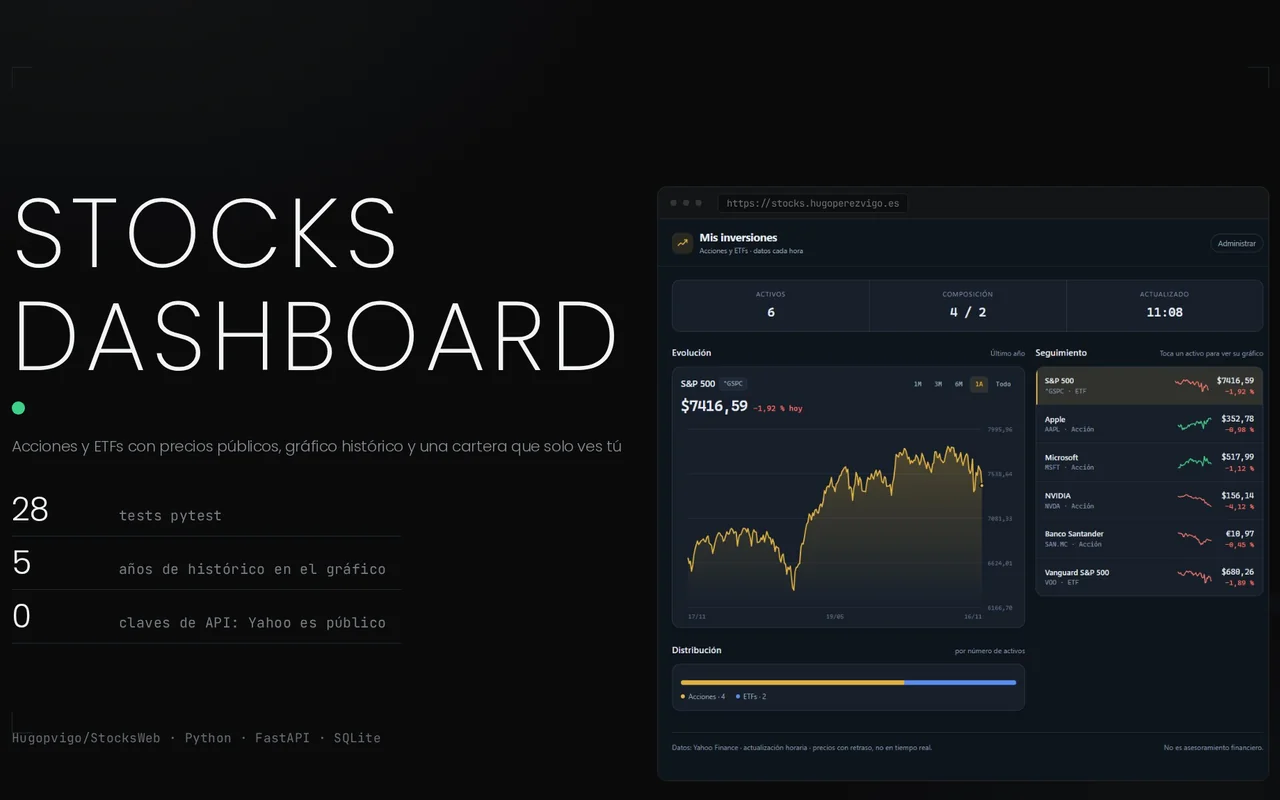 STOCKS
DASHBOARD
Acciones y ETFs con precios públicos, gráfico histórico y una cartera que solo ves tú
28 tests pytest
5 años de histórico en el gráfico
0 claves de API: Yahoo es público
Hugopvigo/StocksWeb · Python · FastAPI · SQLite
https://stocks.hugoperezvigo.es
Mis inversiones
Acciones y ETFs · datos cada hora
Administrar
ACTIVOS
6
COMPOSICIÓN
4 / 2
ACTUALIZADO
11:08
Evolución
Último año
S&P 500 ^GSPC
1M 3M 6M 1A Todo
$7416,59 -1,92 % hoy
7995,96
7538,64
7081,33
6624,01
6166,70
17/11 19/05 16/11
Seguimiento
Toca un activo para ver su gráfico
S&P 500 $7416,59
^GSPC · ETF -1,92 %
Apple $352,78
AAPL · Acción -0,98 %
Microsoft $517,99
MSFT · Acción -1,12 %
NVIDIA $156,14
NVDA · Acción -4,12 %
Banco Santander €10,97
SAN.MC · Acción -0,45 %
Vanguard S&P 500 $680,26
VOO · ETF -1,89 %
Distribución
por número de activos
Acciones · 4 ETFs · 2
Datos: Yahoo Finance · actualización horaria · precios con retraso, no en tiempo real.
No es asesoramiento financiero.